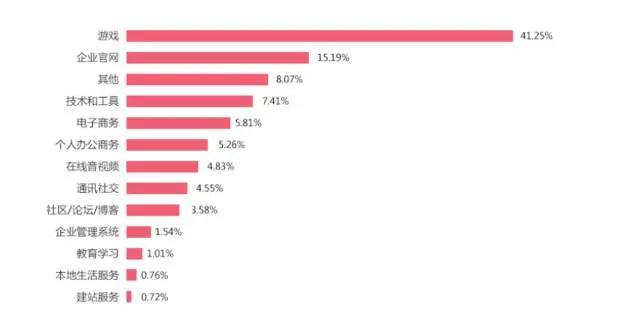 游戏 41.25%
企业官网 15.19%
其他 8.07%
技术和工具 7.41%
电子商务 5.81%
个人办公商务 5.26%
在线音视频 4.83%
通讯社交 4.55%
社区/论坛/博客 3.58%
企业管理系统 1.54%
教育学习 1.01%
本地生活服务 0.76%
建站服务 0.72%